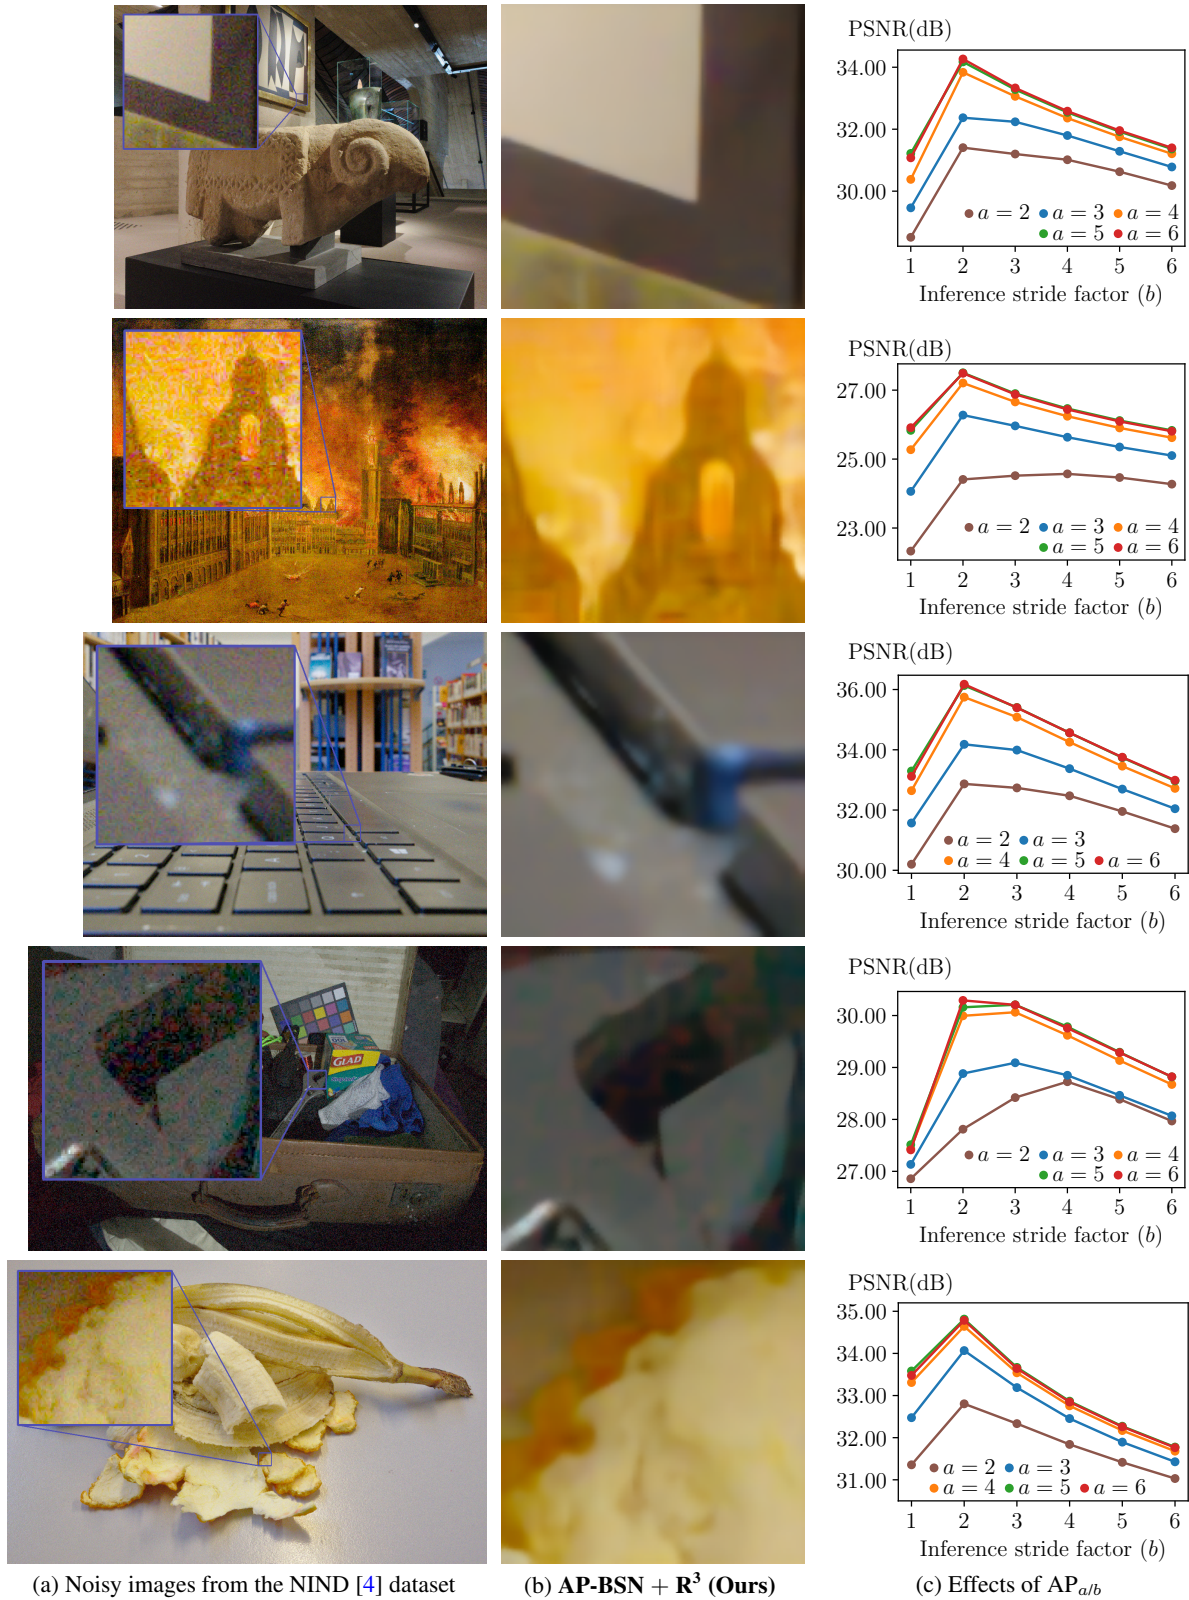 PSNR(dB)
34.00
32.00
30.00
a = 2 a = 3 a = 4
a = 5 a = 6
1 2 3 4 5 6
Inference stride factor (b)
PSNR(dB)
27.00
25.00
23.00
a = 2 a = 3 a = 4
a = 5 a = 6
1 2 3 4 5 6
Inference stride factor (b)
PSNR(dB)
36.00
34.00
32.00
30.00
a = 2 a = 3
a = 4 a = 5 a = 6
1 2 3 4 5 6
Inference stride factor (b)
GLAD
PSNR(dB)
30.00
29.00
28.00
27.00
a = 2 a = 3 a = 4
a = 5 a = 6
1 2 3 4 5 6
Inference stride factor (b)
PSNR(dB)
35.00
34.00
33.00
32.00
31.00
a = 2 a = 3
a = 4 a = 5 a = 6
1 2 3 4 5 6
Inference stride factor (b)
(a) Noisy images from the NIND [4] dataset
(b) AP-BSN + R³ (Ours)
(c) Effects of AP_{a/b}